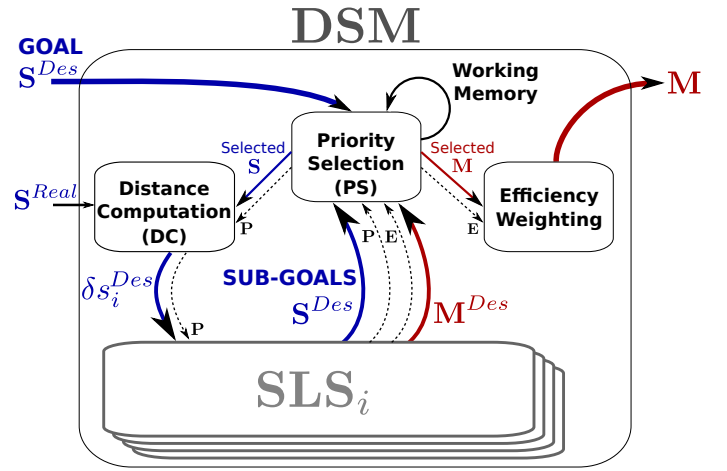 DSM
GOAL
S^{Des}
Working
Memory
M
Priority
Selection
(PS)
Selected
S
Selected
M
S^{Real}
Distance
Computation
(DC)
P
E
Efficiency
Weighting
P
E
δs_i^{Des}
SUB-GOALS
S^{Des}
M^{Des}
P
SLS_i